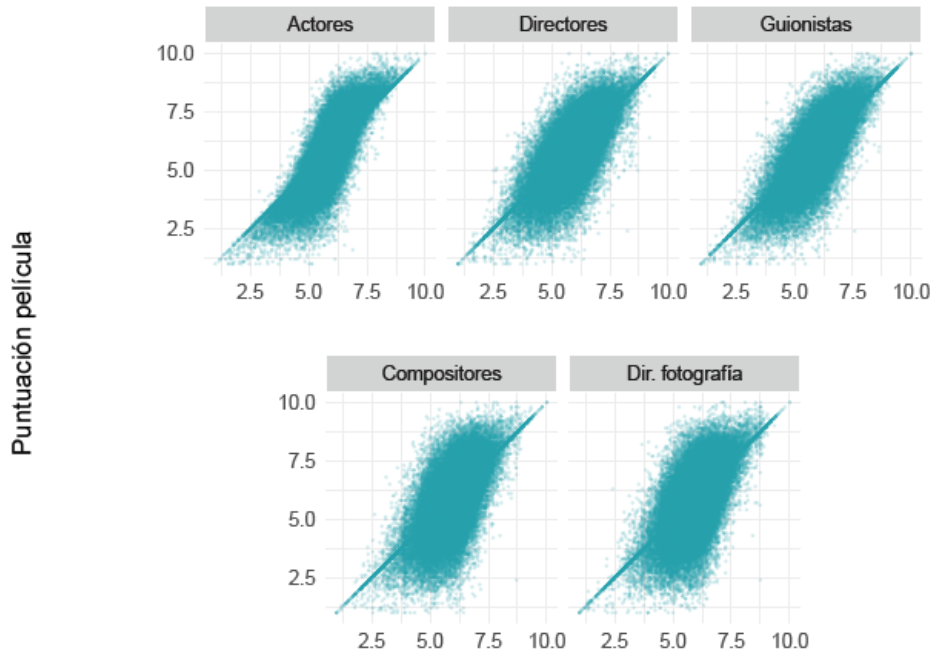 Actores Directores Guionistas
10.0
7.5
5.0
2.5
2.5 5.0 7.5 10.0 2.5 5.0 7.5 10.0 2.5 5.0 7.5 10.0
Puntuación película
Compositores Dir. fotografía
10.0
7.5
5.0
2.5
2.5 5.0 7.5 10.0 2.5 5.0 7.5 10.0